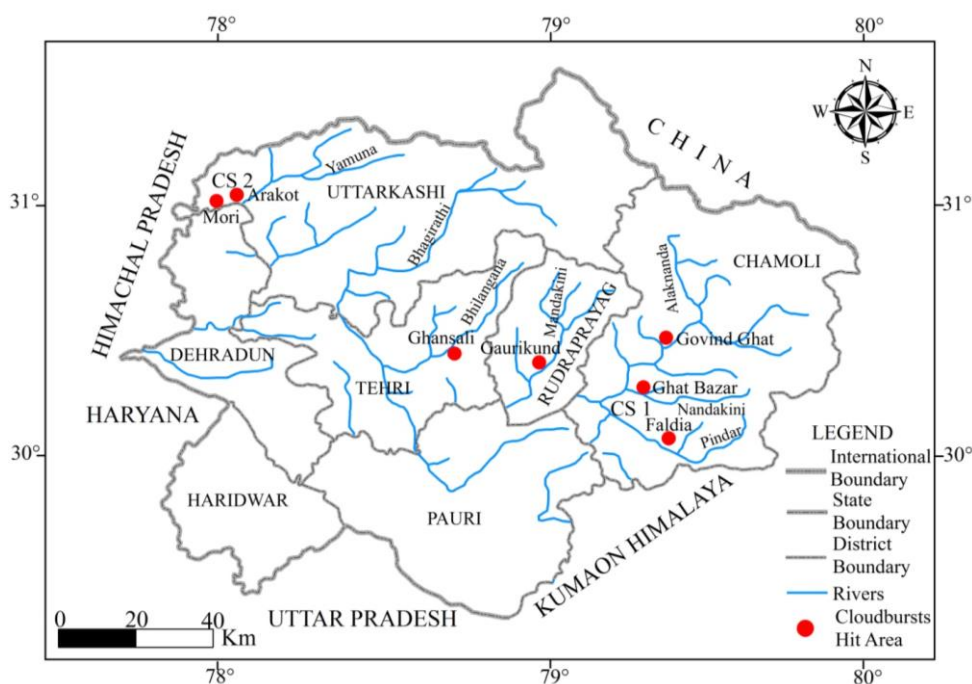 78°
79°
80°
N
W
E
S
CHINA
HIMACHAL PRADESH
Yamuna
CS 2
Arakot
Mori
UTTARKASHI
31°
31°
Bhagirathi
CHAMOLI
Alaknanda
Bhilangana
Mandakini
Ghansali
Gaurikund
RUDRAPRAYAG
Govind Ghat
DEHRADUN
TEHRI
Ghat Bazar
CS 1
Nandakini
Faldia
Pindar
HARYANA
30°
30°
HARIDWAR
PAURI
KUMAON HIMALAYA
UTTAR PRADESH
LEGEND
International
Boundary
State
Boundary
District
Boundary
Rivers
Cloudbursts
Hit Area
0
20
40
Km
78°
79°
80°